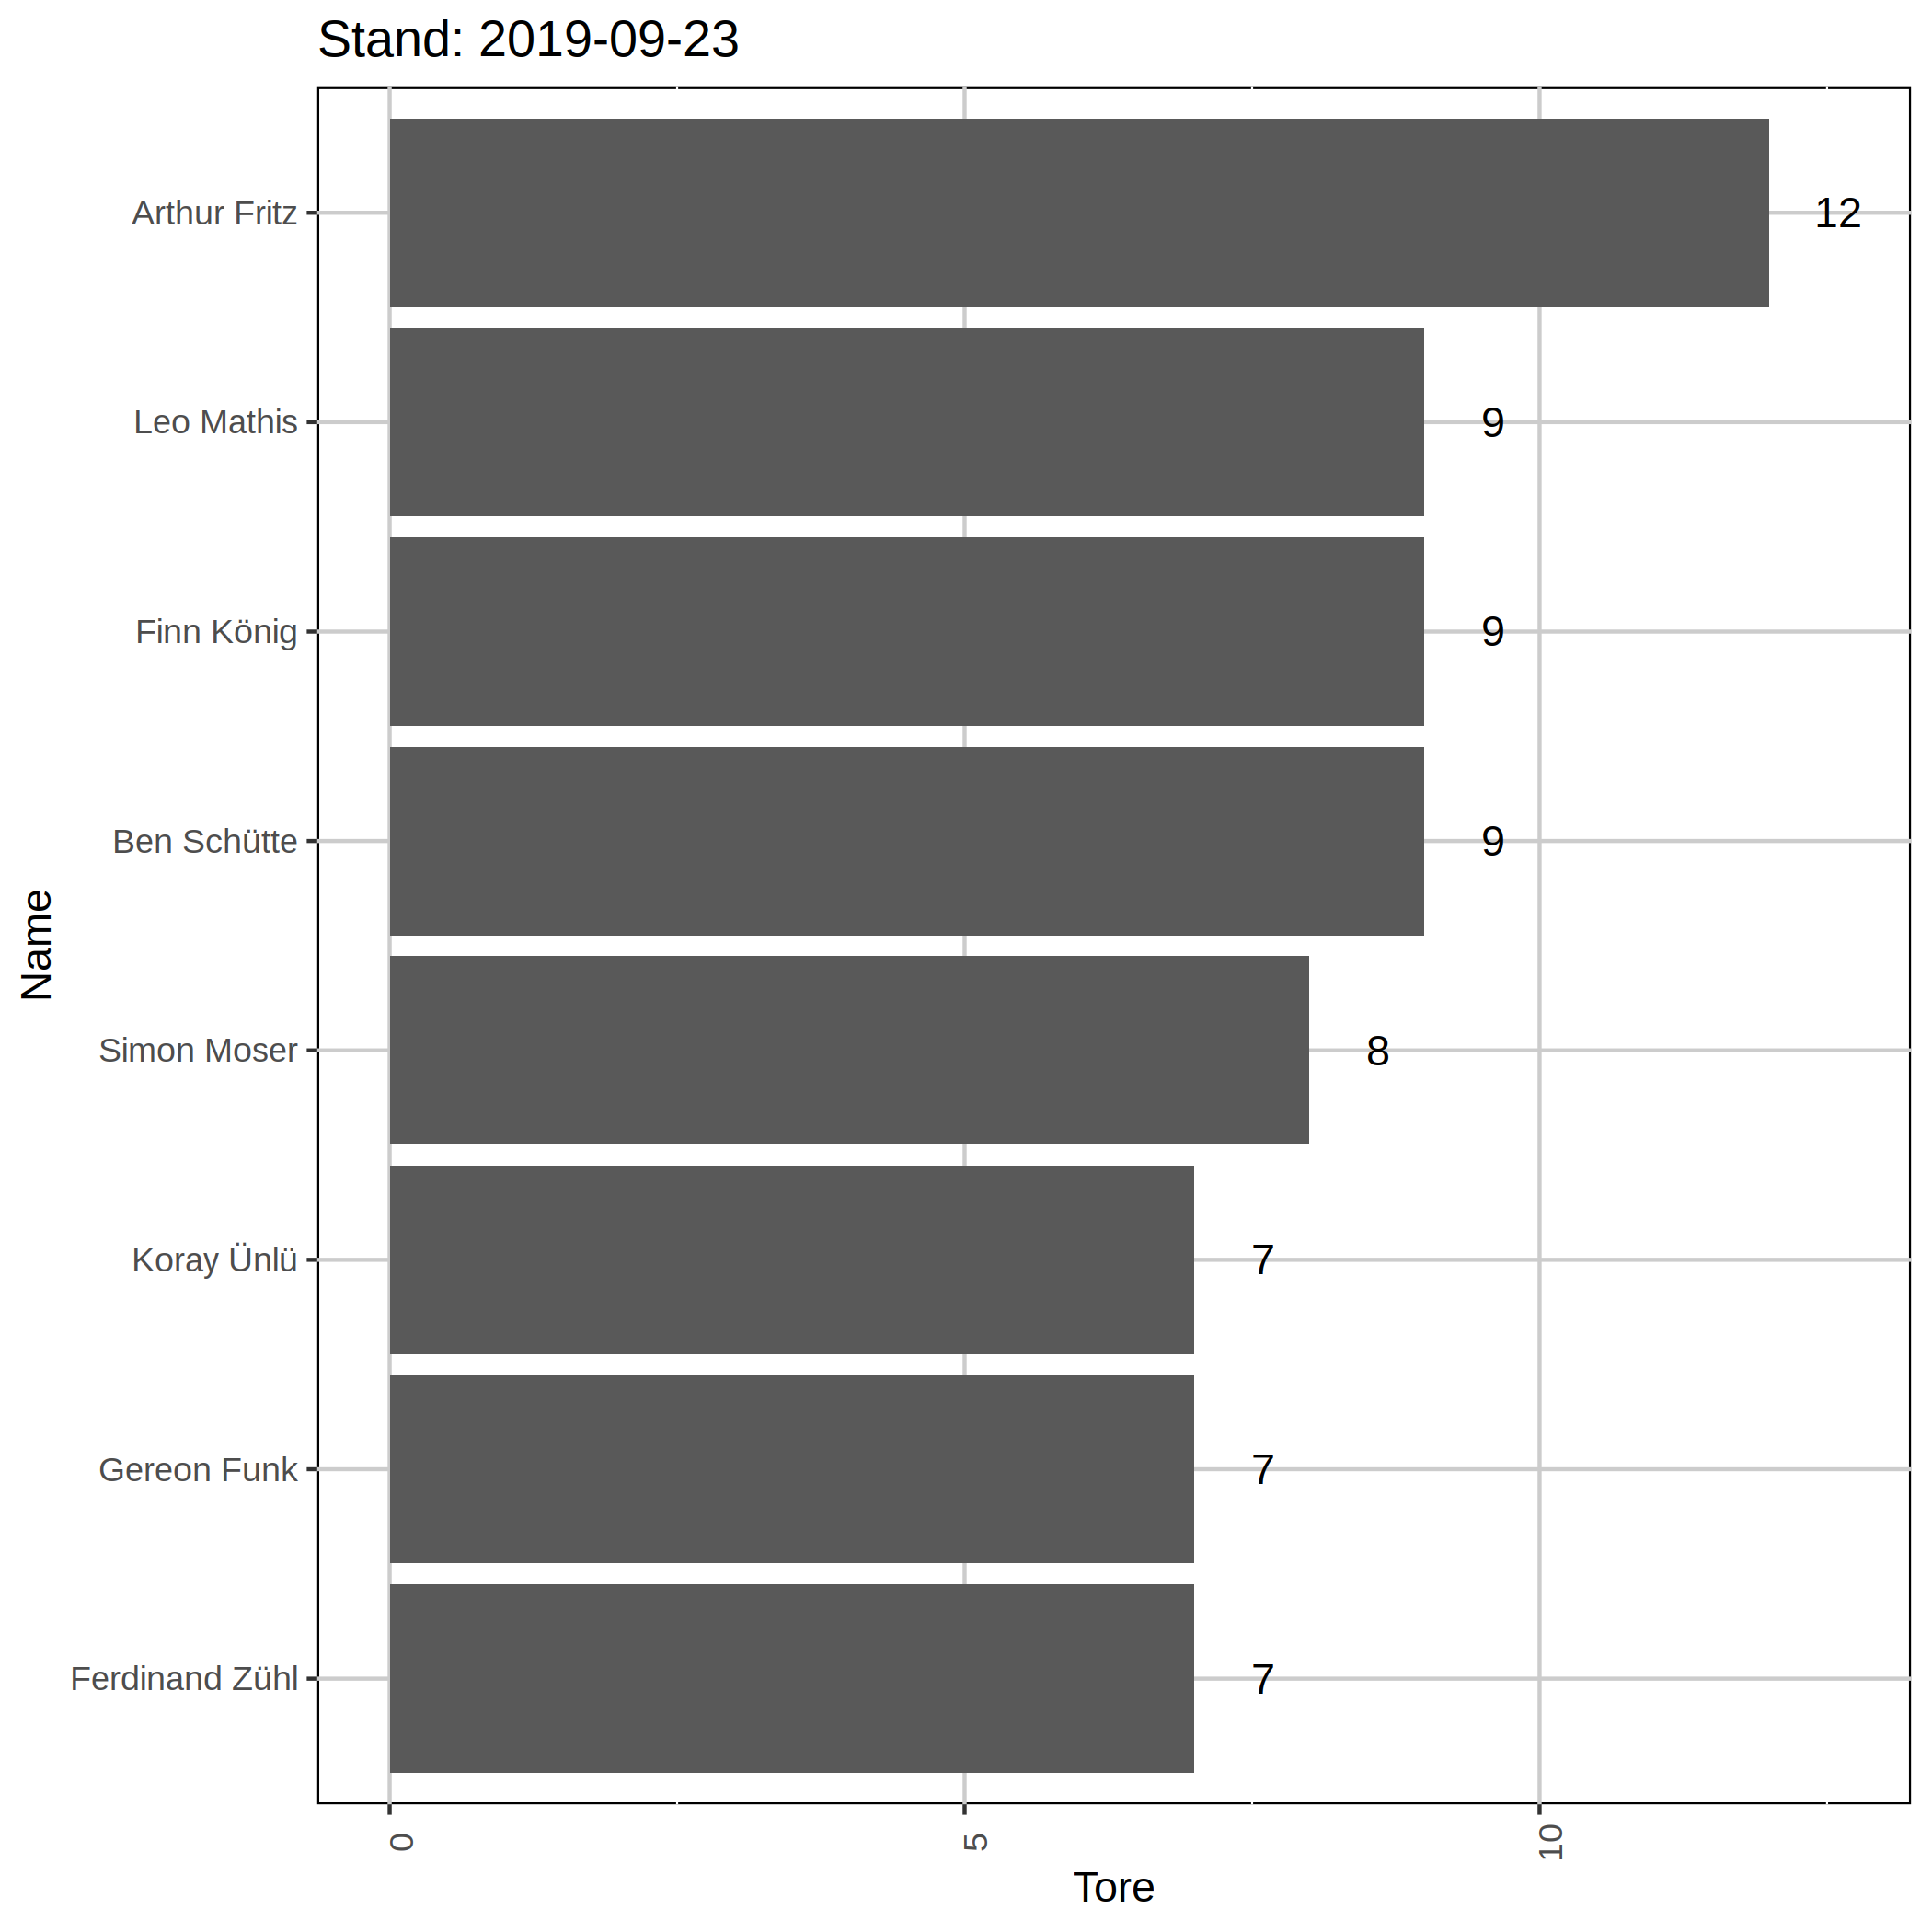 Stand: 2019-09-23
Name
Arthur Fritz 12
Leo Mathis 9
Finn König 9
Ben Schütte 9
Simon Moser 8
Koray Ünlü 7
Gereon Funk 7
Ferdinand Zühl 7
0 5 10
Tore